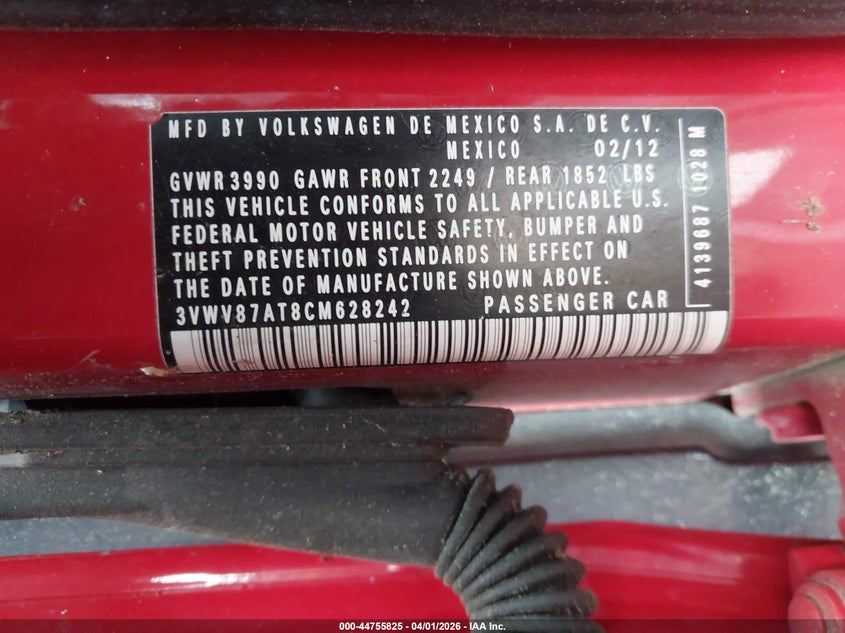 MFD BY VOLKSWAGEN DE MEXICO S.A. DE C.V.
MEXICO 02/12
GVWR 3990 GAWR FRONT 2249 / REAR 1852 LBS
THIS VEHICLE CONFORMS TO ALL APPLICABLE U.S.
FEDERAL MOTOR VEHICLE SAFETY, BUMPER AND
THEFT PREVENTION STANDARDS IN EFFECT ON
THE DATE OF MANUFACTURE SHOWN ABOVE.
3VWV87AT8CM628242 PASSENGER CAR
4139687 1028 M
000-44755825 - 04/01/2026 - IAA Inc.